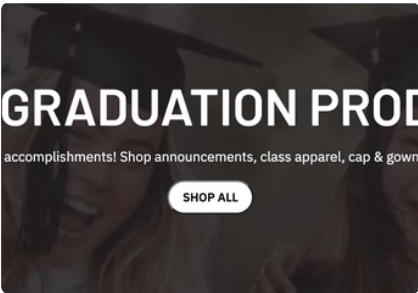 GRADUATION PROD
accomplishments! Shop announcements, class apparel, cap & gown
SHOP ALL